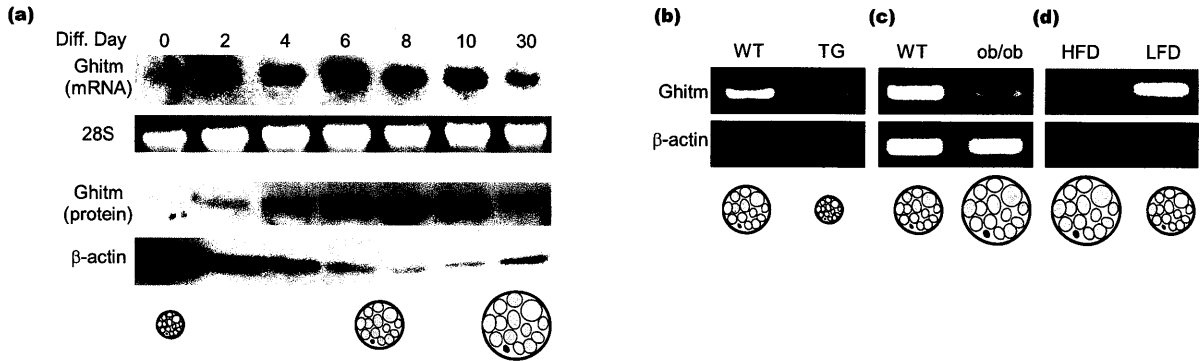 (a)
Diff. Day 0 2 4 6 8 10 30
Ghitm
(mRNA)
28S
Ghitm
(protein)
β-actin
(b) (c) (d)
WT TG WT ob/ob HFD LFD
Ghitm
β-actin